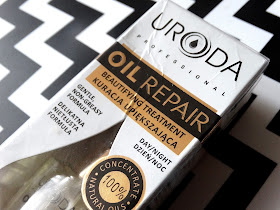 URODA
PROFESSIONAL
OIL REPAIR
BEAUTIFYING TREATMENT
KURACJA UPIĘKSZAJĄCA
GENTLE,
NON-GREASY
FORMULA
DELIKATNA
NIETŁUSTA
FORMUŁA
DAY/NIGHT
DZIEŃ/NOC
CONCENTRATE
100%
NATURAL OILS